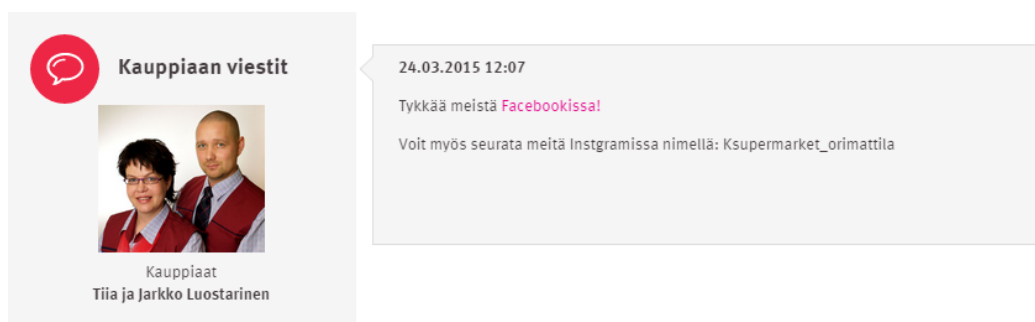 Kauppiaan viestit
Kauppiaat
Tiia ja Jarkko Luostarinen
24.03.2015 12:07
Tykkää meistä Facebookissa!
Voit myös seurata meitä Instgramissa nimellä: Ksupermarket_orimattila